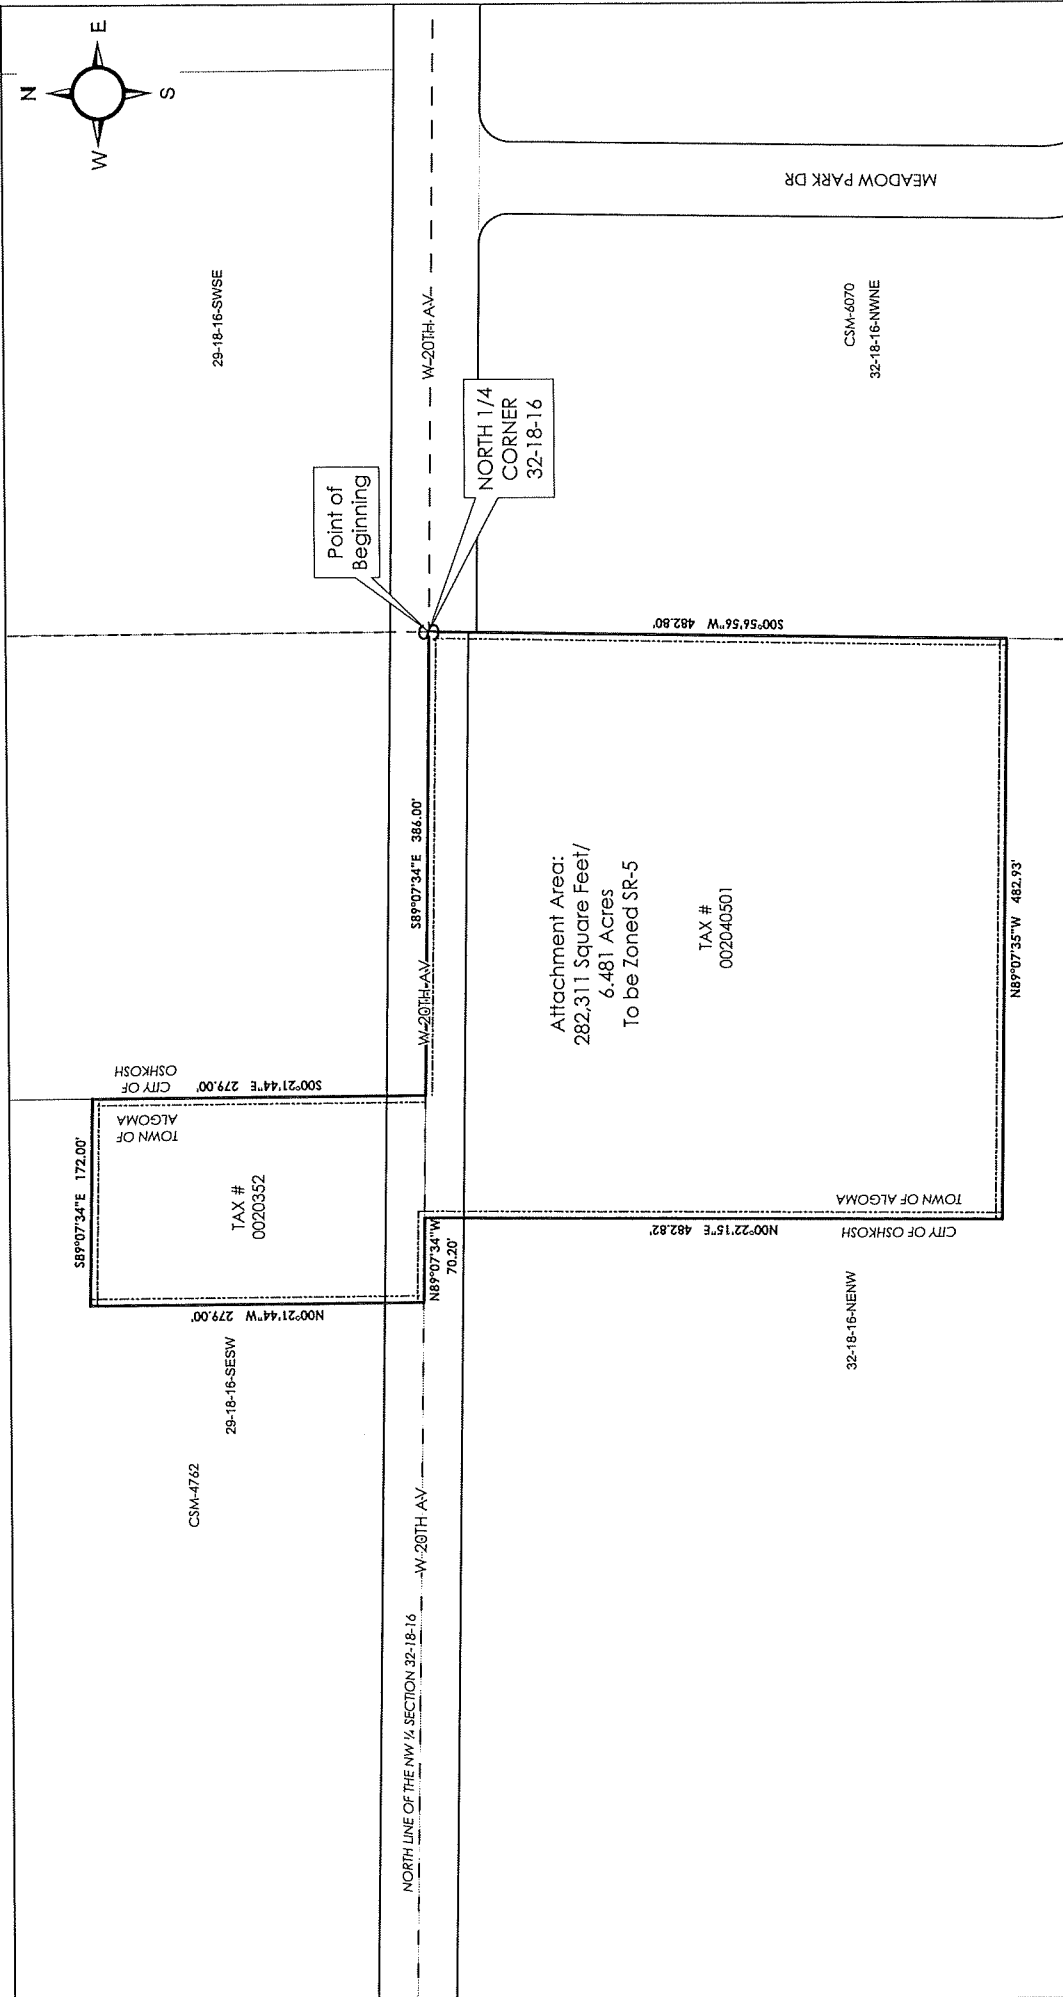 N
W
E
S
29-18-16-SWSE
MEADOW PARK DR
W 20TH AV
CSM-6070
32-18-16-NWNE
NORTH 1/4
CORNER
32-18-16
Point of
Beginning
S00°56'56"W 482.80'
S89°07'34"E 386.00'
W 20TH AV
Attachment Area:
282,311 Square Feet/
6.481 Acres
To be Zoned SR-5
TAX #
002040501
N89°07'35"W 482.93'
CITY OF
OSHKOSH
S00°21'44"E 279.00'
TOWN OF
ALGOMA
S89°07'34"E 172.00'
TAX #
0020352
N00°21'44"W 279.00'
N89°07'34"W
70.20'
N00°22'15"E 482.82'
TOWN OF ALGOMA
CITY OF OSHKOSH
29-18-16-SESW
32-18-16-NENW
CSM-4762
W 20TH AV
NORTH LINE OF THE NW ¼ SECTION 32-18-16